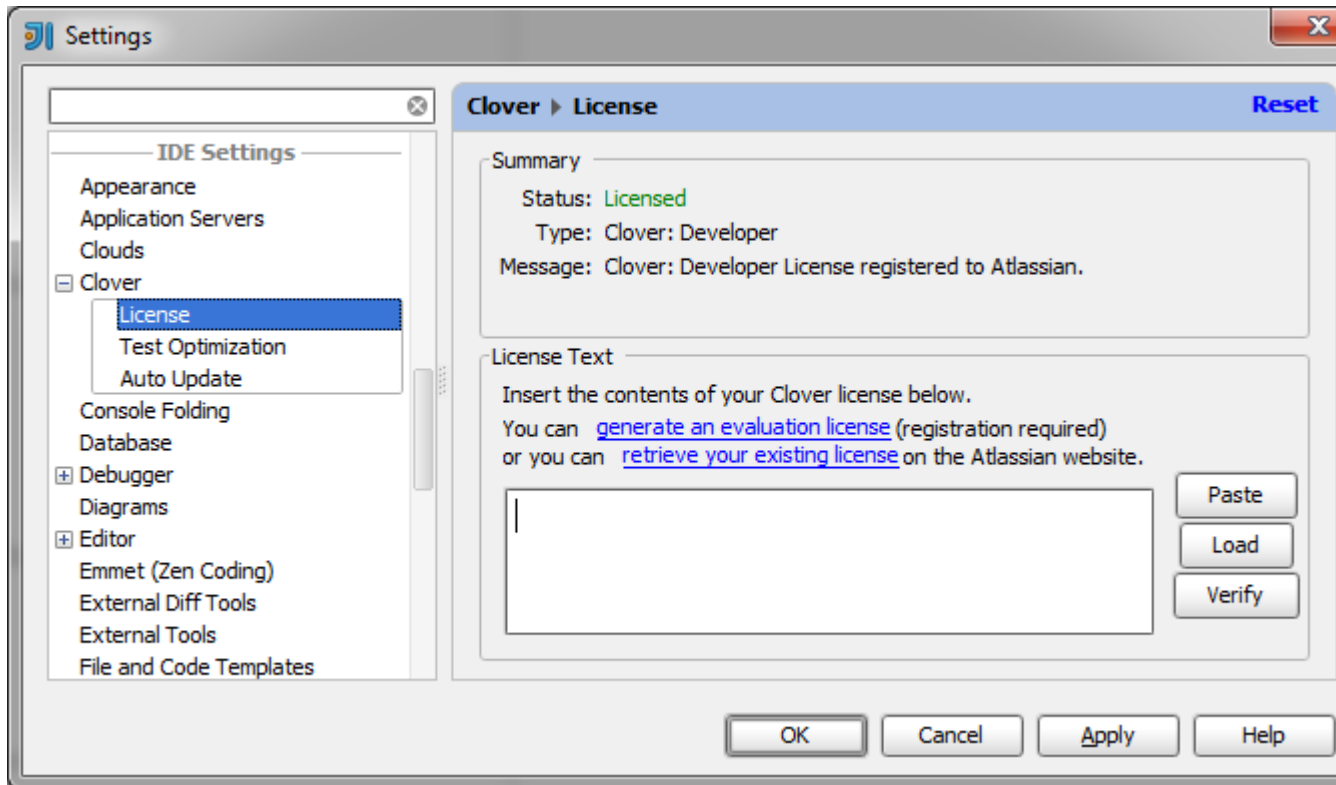 Settings
IDE Settings
Appearance
Application Servers
Clouds
Clover
License
Test Optimization
Auto Update
Console Folding
Database
Debugger
Diagrams
Editor
Emmet (Zen Coding)
External Diff Tools
External Tools
File and Code Templates
Clover License
Reset
Summary
Status: Licensed
Type: Clover: Developer
Message: Clover: Developer License registered to Atlassian.
License Text
Insert the contents of your Clover license below.
You can generate an evaluation license (registration required)
or you can retrieve your existing license on the Atlassian website.
Paste
Load
Verify
OK
Cancel
Apply
Help